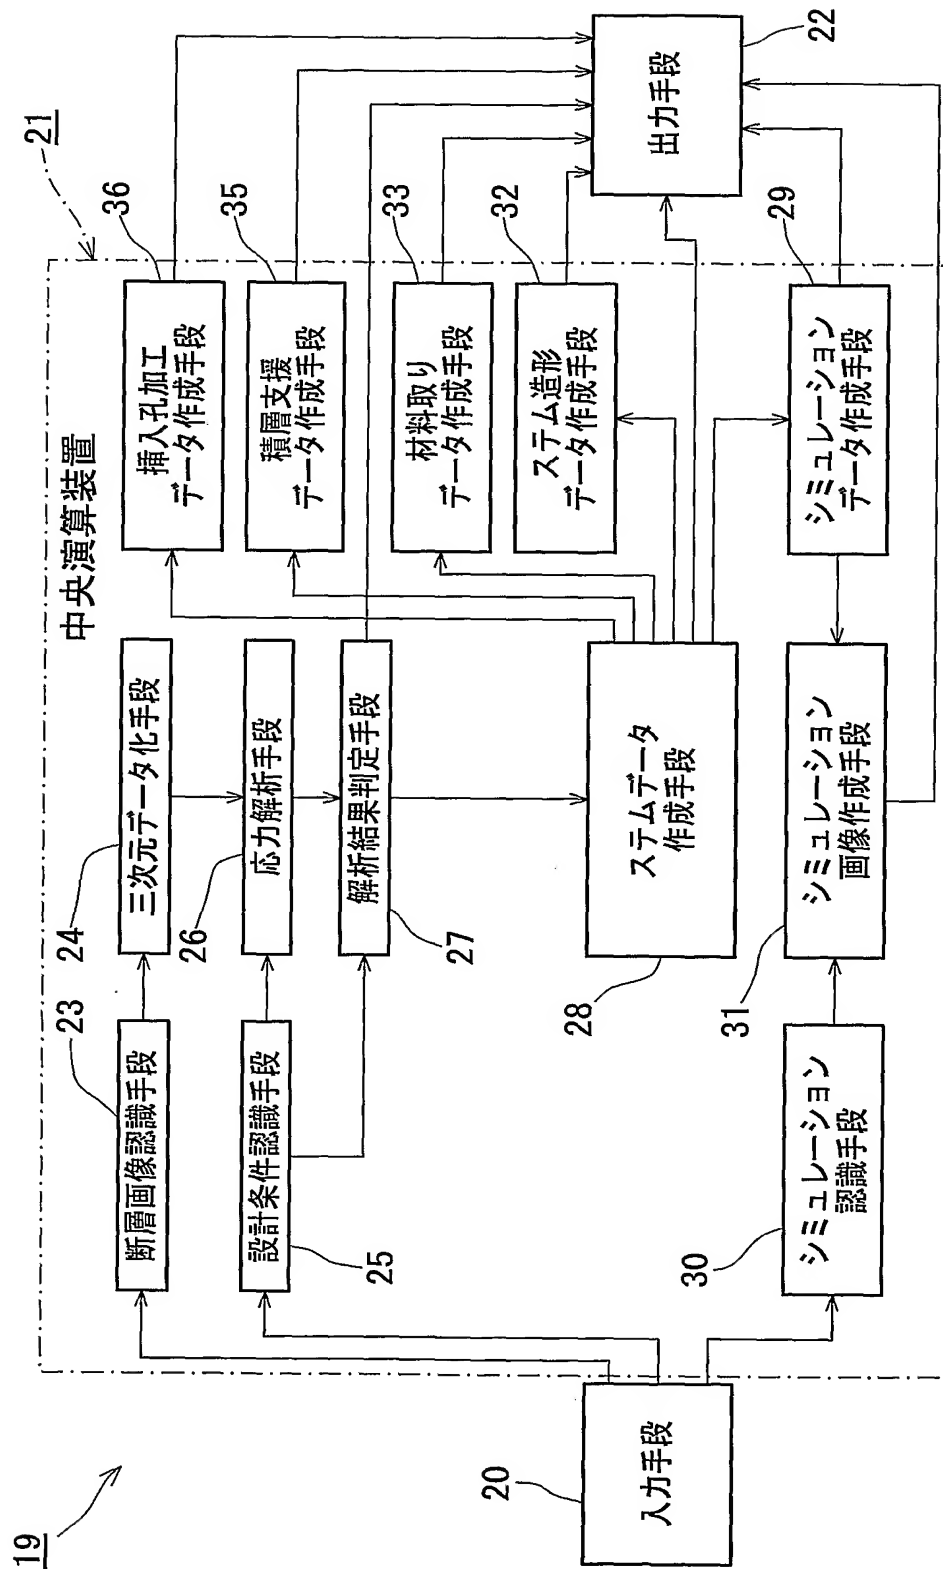 19
21
中央演算装置
20
入力手段
23
断層画像認識手段
24
三次元データ化手段
25
設計条件認識手段
26
応力解析手段
27
解析結果判定手段
28
ステムデータ
作成手段
30
シミュレーション
認識手段
31
シミュレーション
画像作成手段
36
挿入孔加工
データ作成手段
35
積層支援
データ作成手段
33
材料取り
データ作成手段
32
ステム造形
データ作成手段
29
シミュレーション
データ作成手段
22
出力手段